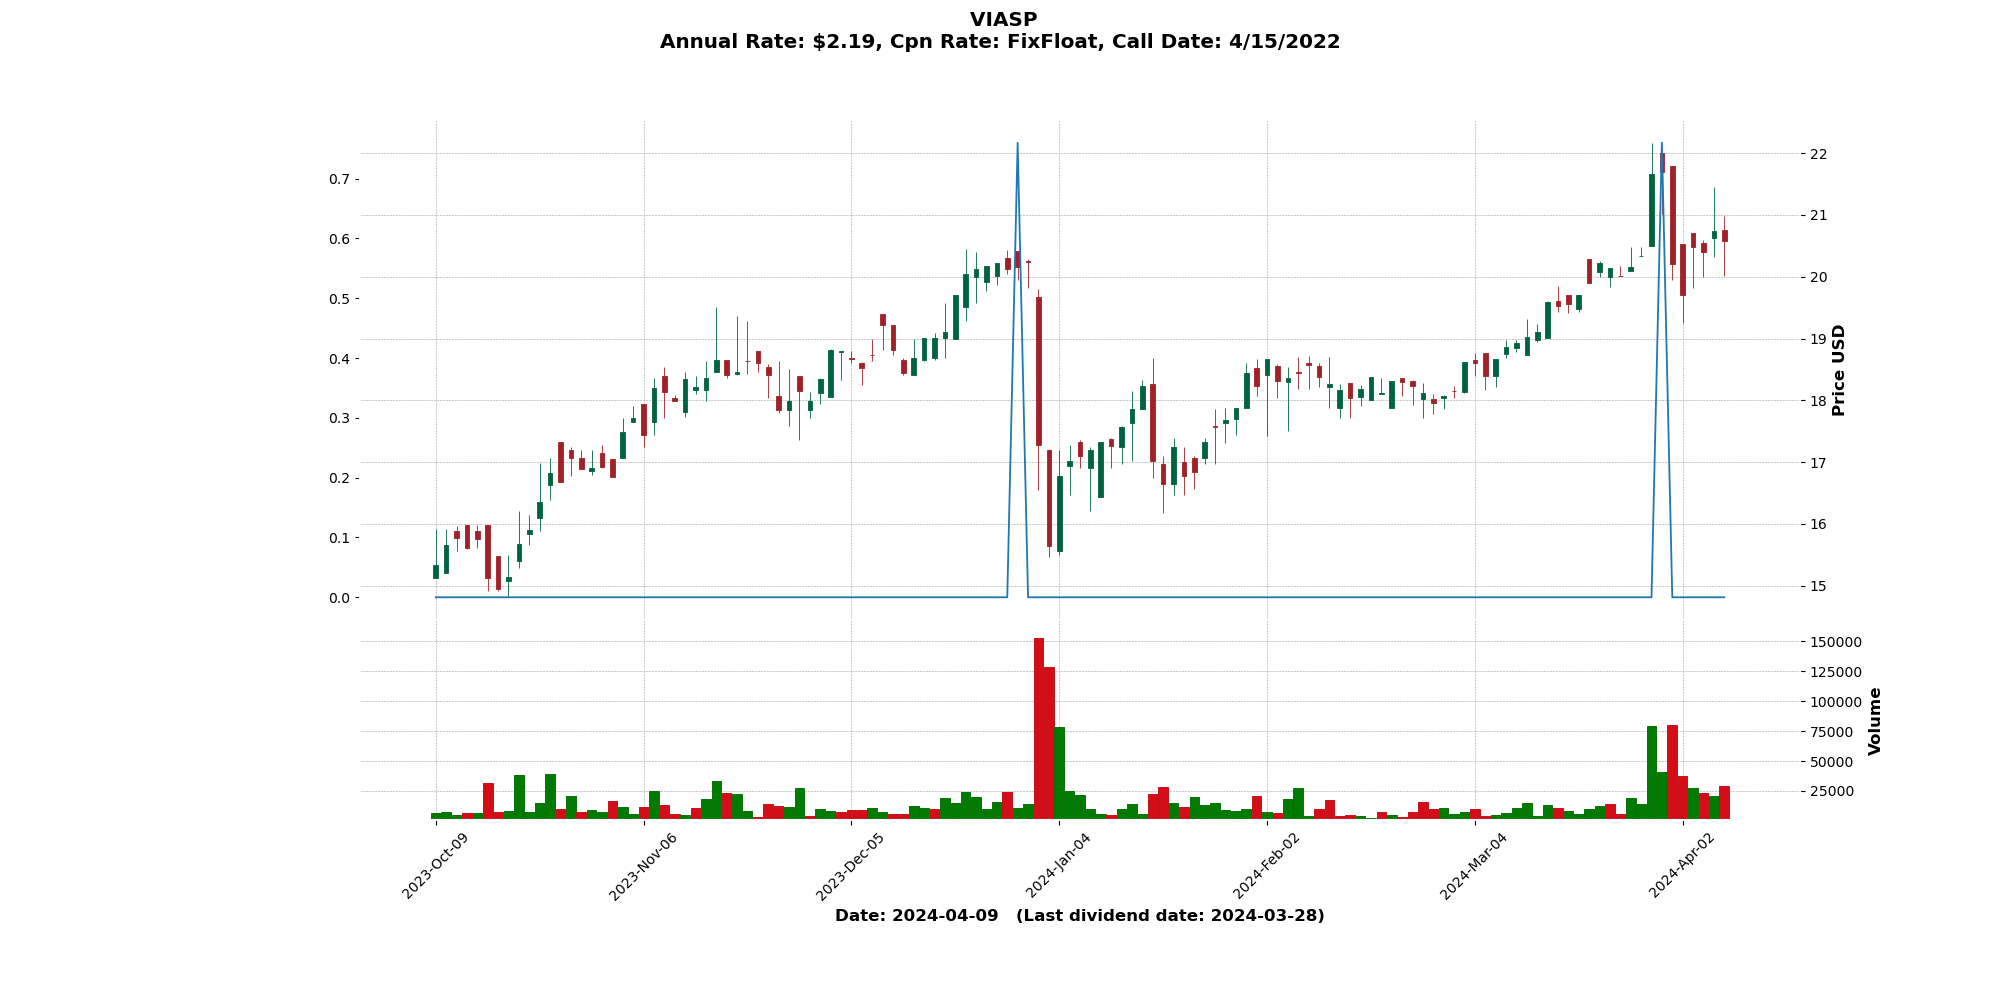 VIASP
Annual Rate: $2.19, Cpn Rate: FixFloat, Call Date: 4/15/2022
0.7
0.6
0.5
0.4
0.3
0.2
0.1
0.0
22
21
20
19
18
17
16
15
Price USD
150000
125000
100000
75000
50000
25000
Volume
2023-Oct-09
2023-Nov-06
2023-Dec-05
2024-Jan-04
2024-Feb-02
2024-Mar-04
2024-Apr-02
Date: 2024-04-09 (Last dividend date: 2024-03-28)